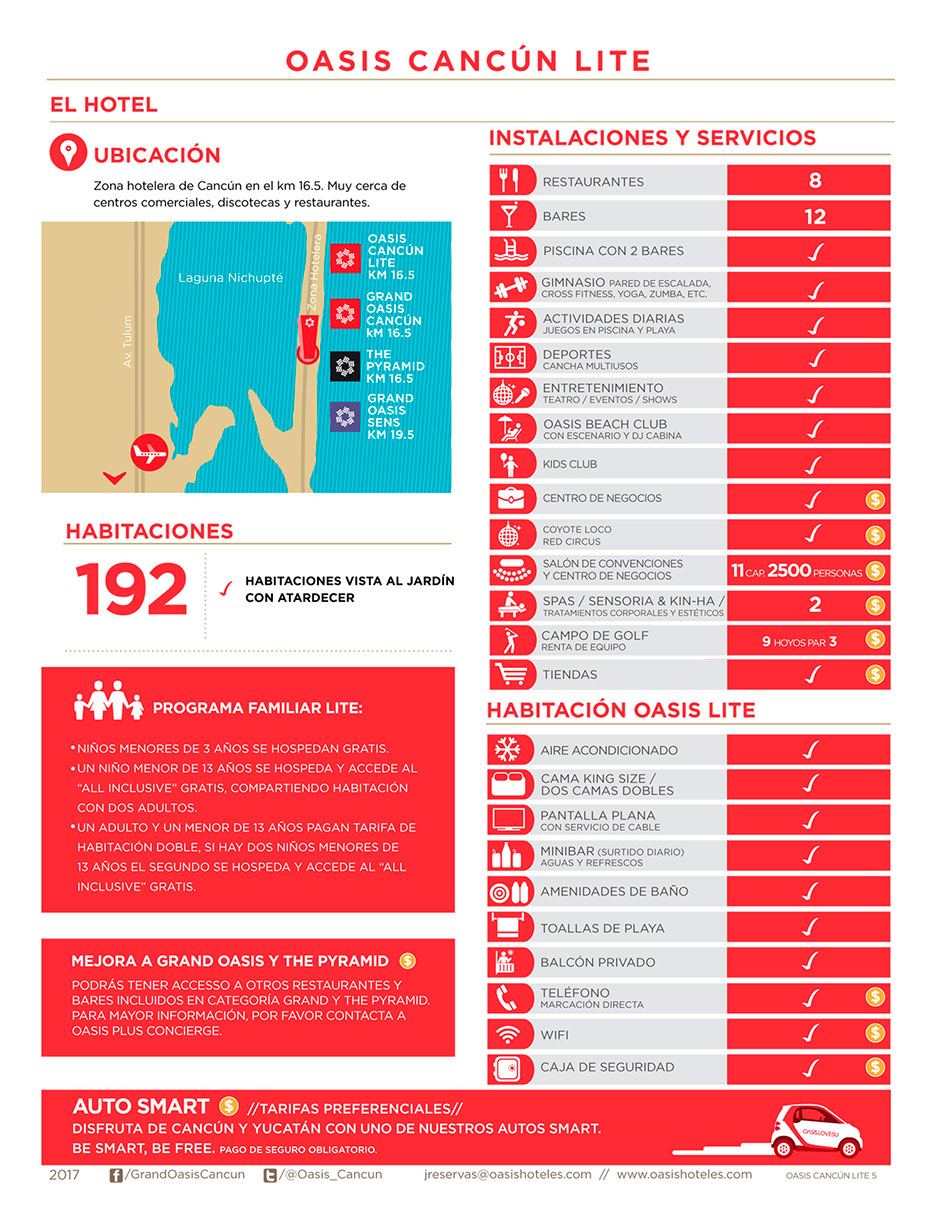 OASIS CANCÚN LITE
EL HOTEL
UBICACIÓN
Zona hotelera de Cancún en el km 16.5. Muy cerca de
centros comerciales, discotecas y restaurantes.
Laguna Nichupté
Av. Tulum
Zona Hotelera
OASIS
CANCÚN
LITE
KM 16.5
GRAND
OASIS
CANCÚN
kM 16.5
THE
PYRAMID
KM 16.5
GRAND
OASIS
SENS
KM 19.5
HABITACIONES
192
HABITACIONES VISTA AL JARDÍN
CON ATARDECER
PROGRAMA FAMILIAR LITE:
•NIÑOS MENORES DE 3 AÑOS SE HOSPEDAN GRATIS.
•UN NIÑO MENOR DE 13 AÑOS SE HOSPEDA Y ACCEDE AL
“ALL INCLUSIVE” GRATIS, COMPARTIENDO HABITACIÓN
CON DOS ADULTOS.
•UN ADULTO Y UN MENOR DE 13 AÑOS PAGAN TARIFA DE
HABITACIÓN DOBLE, SI HAY DOS NIÑOS MENORES DE
13 AÑOS EL SEGUNDO SE HOSPEDA Y ACCEDE AL “ALL
INCLUSIVE” GRATIS.
MEJORA A GRAND OASIS Y THE PYRAMID $
PODRÁS TENER ACCESSO A OTROS RESTAURANTES Y
BARES INCLUIDOS EN CATEGORÍA GRAND Y THE PYRAMID.
PARA MAYOR INFORMACIÓN, POR FAVOR CONTACTA A
OASIS PLUS CONCIERGE.
INSTALACIONES Y SERVICIOS
RESTAURANTES 8
BARES 12
PISCINA CON 2 BARES ✓
GIMNASIO PARED DE ESCALADA, ✓
CROSS FITNESS, YOGA, ZUMBA, ETC.
ACTIVIDADES DIARIAS ✓
JUEGOS EN PISCINA Y PLAYA
DEPORTES ✓
CANCHA MULTIUSOS
ENTRETENIMIENTO ✓
TEATRO / EVENTOS / SHOWS
OASIS BEACH CLUB ✓
CON ESCENARIO Y DJ CABINA
KIDS CLUB ✓
CENTRO DE NEGOCIOS ✓ $
COYOTE LOCO ✓ $
RED CIRCUS
SALÓN DE CONVENCIONES
Y CENTRO DE NEGOCIOS
11 CAP. 2500 PERSONAS $
SPAS / SENSORIA & KIN-HA / 2 $
TRATAMIENTOS CORPORALES Y ESTÉTICOS
CAMPO DE GOLF
RENTA DE EQUIPO
9 HOYOS PAR 3 $
TIENDAS ✓ $
HABITACIÓN OASIS LITE
AIRE ACONDICIONADO ✓
CAMA KING SIZE / ✓
DOS CAMAS DOBLES
PANTALLA PLANA ✓
CON SERVICIO DE CABLE
MINIBAR (SURTIDO DIARIO) ✓
AGUAS Y REFRESCOS
AMENIDADES DE BAÑO ✓
TOALLAS DE PLAYA ✓
BALCÓN PRIVADO ✓
TELÉFONO ✓ $
MARCACIÓN DIRECTA
WIFI ✓ $
CAJA DE SEGURIDAD ✓ $
AUTO SMART $ //TARIFAS PREFERENCIALES//
DISFRUTA DE CANCÚN Y YUCATÁN CON UNO DE NUESTROS AUTOS SMART.
BE SMART, BE FREE. PAGO DE SEGURO OBLIGATORIO.
OASISLOVESU
2017 /GrandOasisCancun /@Oasis_Cancun jreservas@oasishoteles.com // www.oasishoteles.com OASIS CANCÚN LITE 5